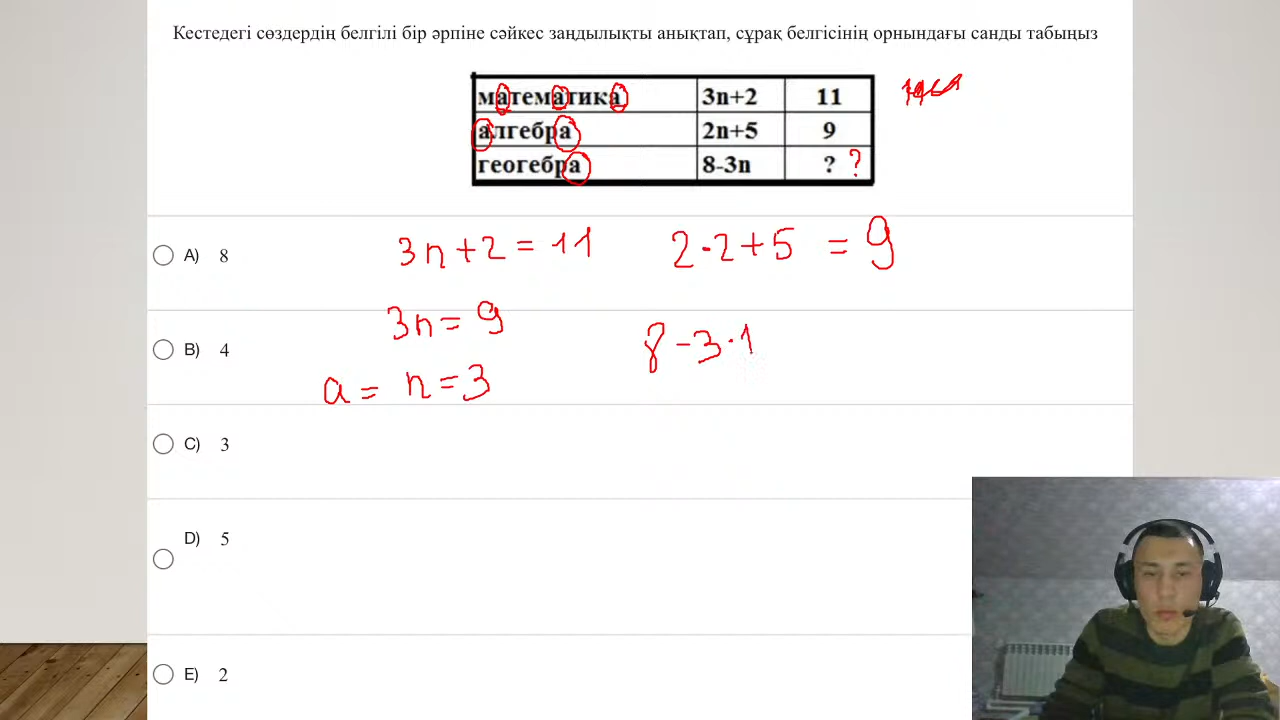 Кестедегі сөздердің белгілі бір әрпіне сәйкес заңдылықты анықтап, сұрақ белгісінің орнындағы санды табыңыз
математика 3n+2 11
алгебра 2n+5 9
геогебра 8-3n ? ?
3n+2=11 2·2+5 = 9
A) 8
3n=9
8-3·1
B) 4
a= n=3
C) 3
D) 5
E) 2